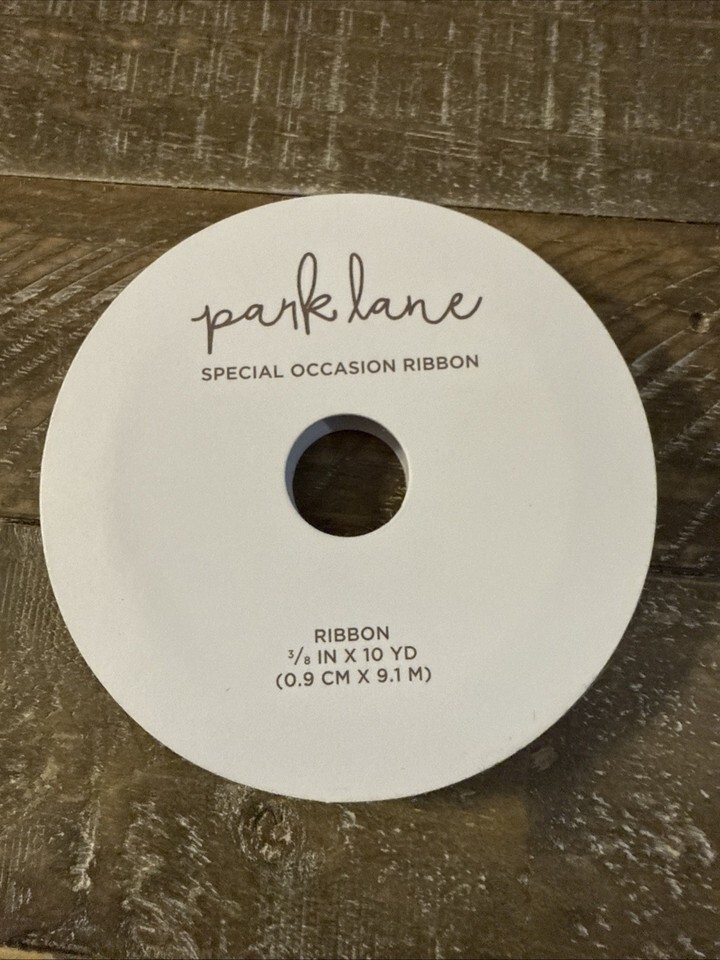 park lane
SPECIAL OCCASION RIBBON
RIBBON
3/8 IN X 10 YD
(0.9 CM X 9.1 M)